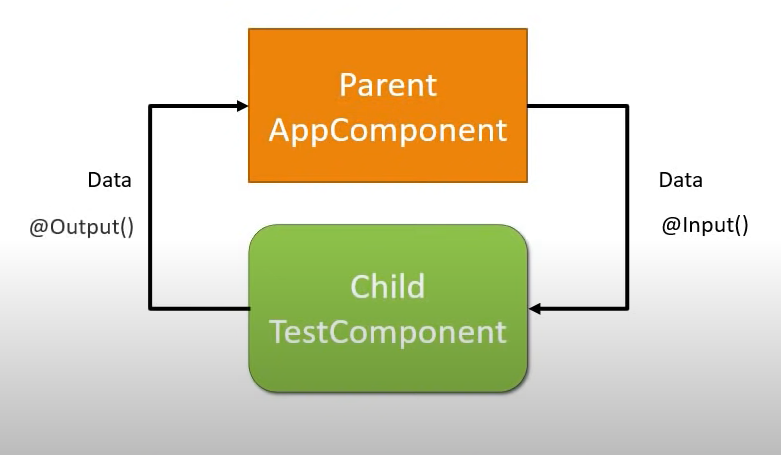 Parent
AppComponent
Data
@Output()
Data
@Input()
Child
TestComponent